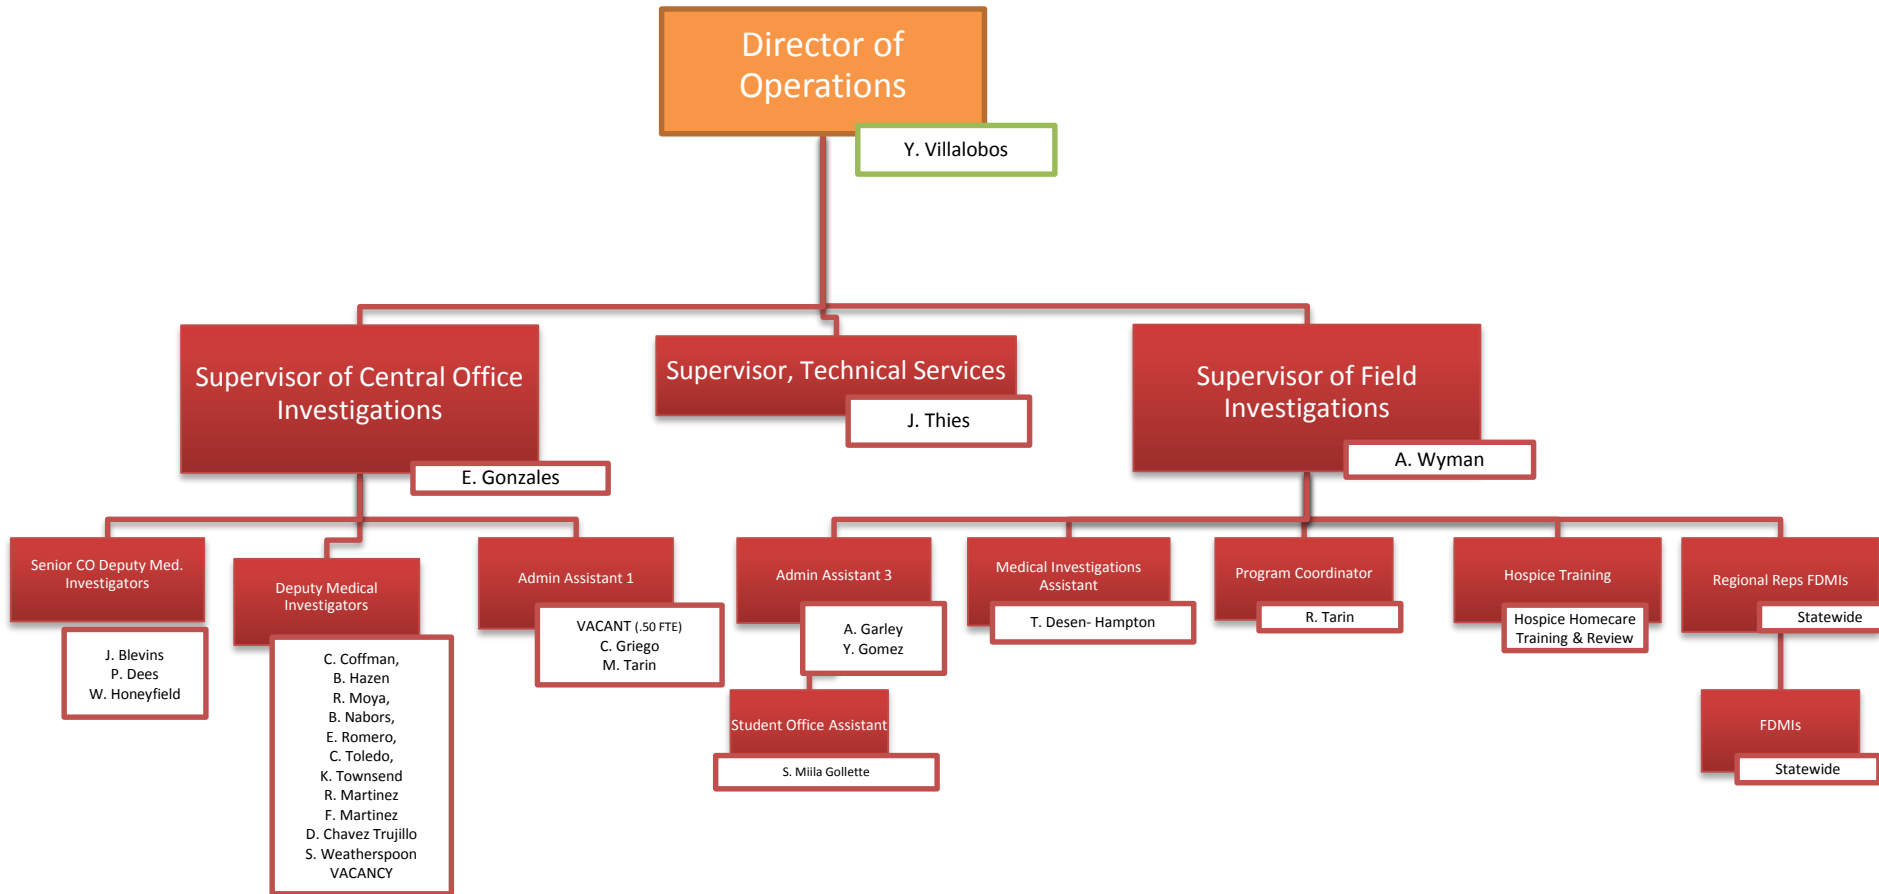 Director of
Operations
Y. Villalobos
Supervisor of Central Office
Investigations
E. Gonzales
Supervisor, Technical Services
J. Thies
Supervisor of Field
Investigations
A. Wyman
Senior CO Deputy Med.
Investigators
J. Blevins
P. Dees
W. Honeyfield
Deputy Medical
Investigators
C. Coffman,
B. Hazen
R. Moya,
B. Nabors,
E. Romero,
C. Toledo,
K. Townsend
R. Martinez
F. Martinez
D. Chavez Trujillo
S. Weatherspoon
VACANCY
Admin Assistant 1
VACANT (.50 FTE)
C. Griego
M. Tarin
Admin Assistant 3
A. Garley
Y. Gomez
Student Office Assistant
S. Miila Gollette
Medical Investigations
Assistant
T. Desen- Hampton
Program Coordinator
R. Tarin
Hospice Training
Hospice Homecare
Training & Review
Regional Reps FDMIs
Statewide
FDMIs
Statewide